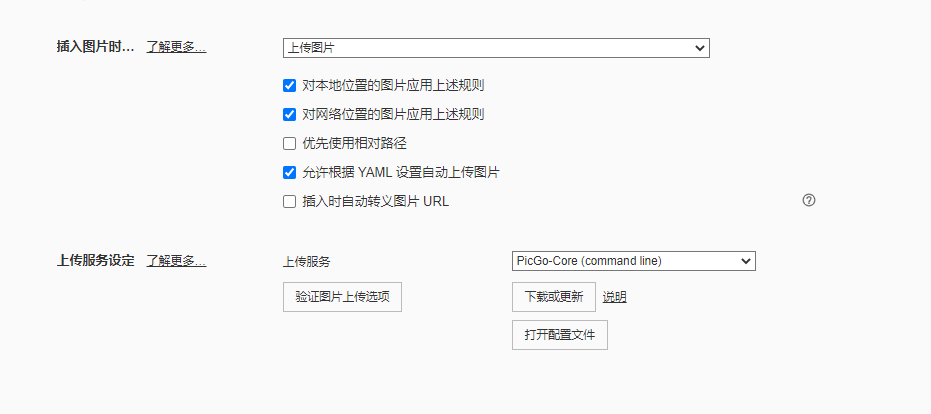 插入图片时... 了解更多... 上传图片
对本地位置的图片应用上述规则
对网络位置的图片应用上述规则
优先使用相对路径
允许根据 YAML 设置自动上传图片
插入时自动转义图片 URL
上传服务设定 了解更多... 上传服务 PicGo-Core (command line)
验证图片上传选项 下载或更新 说明
打开配置文件